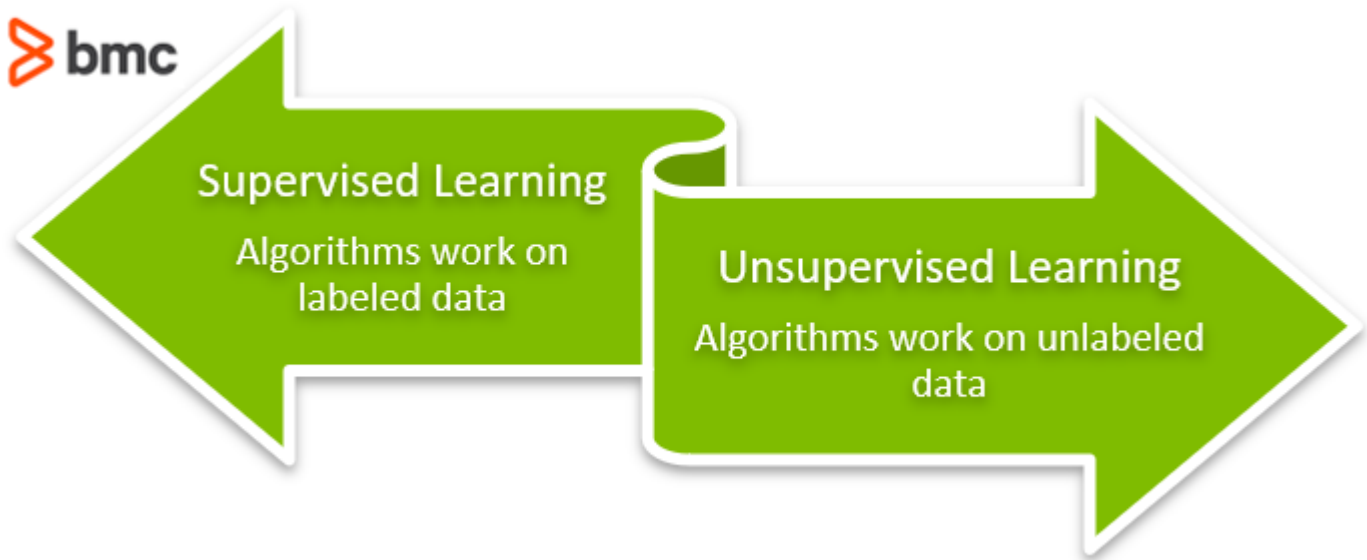 bmc
Supervised Learning
Algorithms work on
labeled data
Unsupervised Learning
Algorithms work on unlabeled
data